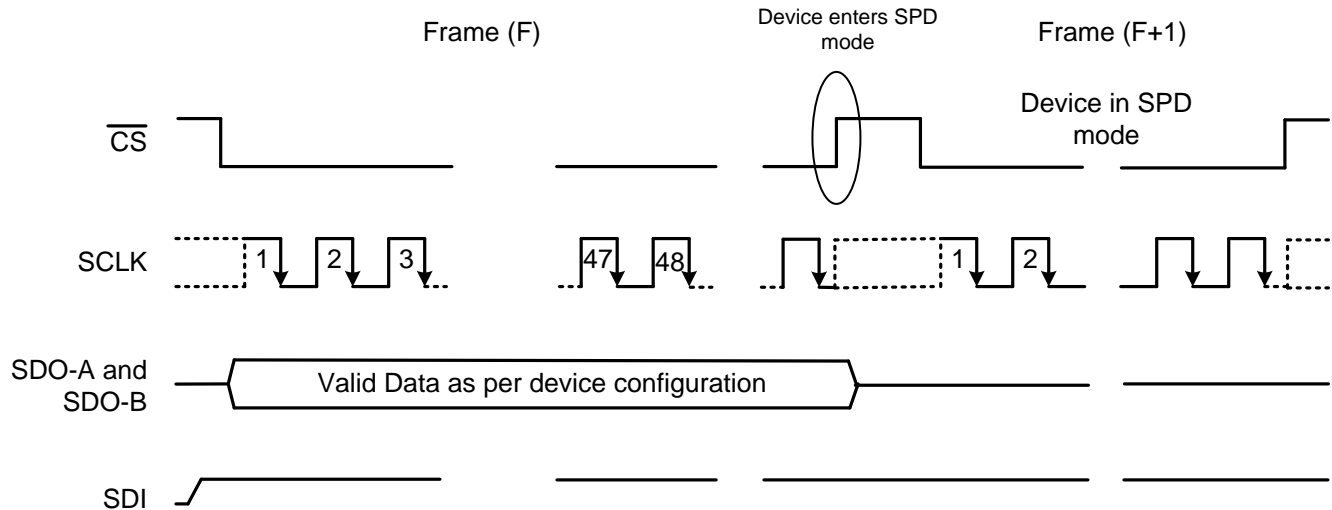 Frame (F)
Device enters SPD
mode
Frame (F+1)
Device in SPD
mode
CS
SCLK
1
2
3
47
48
1
2
SDO-A and
SDO-B
Valid Data as per device configuration
SDI